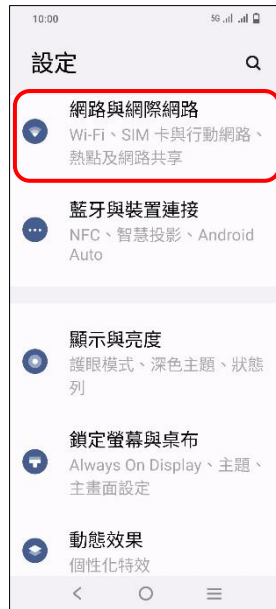 10:00 5G
設定
網路與網際網路
Wi-Fi、SIM 卡與行動網路、
熱點及網路共享
藍牙與裝置連接
NFC、智慧投影、Android
Auto
顯示與亮度
護眼模式、深色主題、狀態
列
鎖定螢幕與桌布
Always On Display、主題、
主畫面設定
動態效果
個性化特效